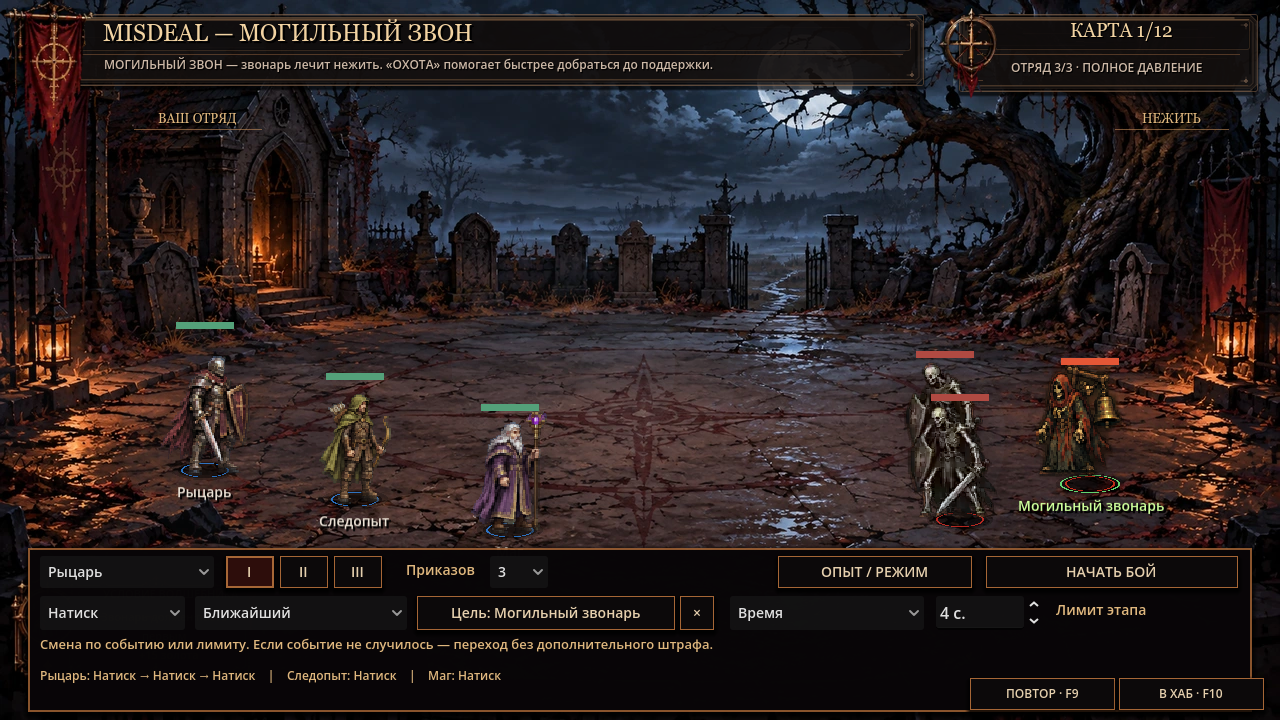 MISDEAL — МОГИЛЬНЫЙ ЗВОН
МОГИЛЬНЫЙ ЗВОН — звонарь лечит нежить. «ОХОТА» помогает быстрее добраться до поддержки.
КАРТА 1/12
ОТРЯД 3/3 · ПОЛНОЕ ДАВЛЕНИЕ
ВАШ ОТРЯД
НЕЖИТЬ
Рыцарь
Следопыт
Могильный звонарь
Рыцарь
I
II
III
Приказов
3
ОПЫТ / РЕЖИМ
НАЧАТЬ БОЙ
Натиск
Ближайший
Цель: Могильный звонарь
×
Время
4 с.
Лимит этапа
Смена по событию или лимиту. Если событие не случилось — переход без дополнительного штрафа.
Рыцарь: Натиск → Натиск → Натиск | Следопыт: Натиск | Маг: Натиск
ПОВТОР · F9
В ХАБ · F10